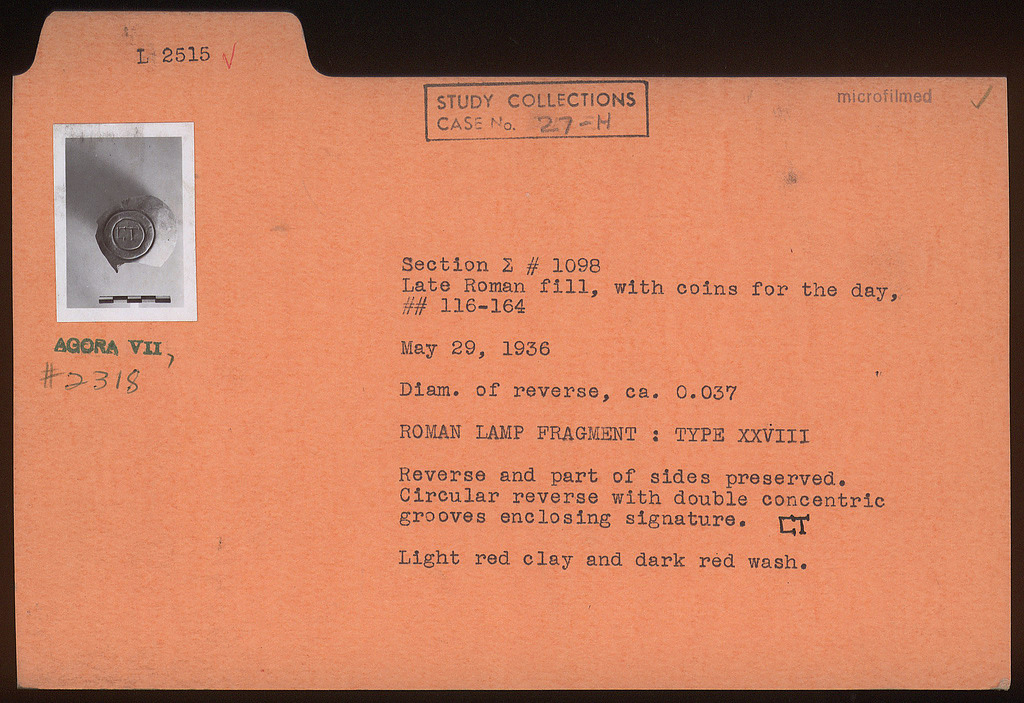 L 2515 ✓
STUDY COLLECTIONS
CASE No. 27-H
microfilmed ✓
AGORA VII,
#2318
Section Σ # 1098
Late Roman fill, with coins for the day,
## 116-164
May 29, 1936
Diam. of reverse, ca. 0.037
ROMAN LAMP FRAGMENT : TYPE XXVIII
Reverse and part of sides preserved.
Circular reverse with double concentric
grooves enclosing signature. ㄷT
Light red clay and dark red wash.